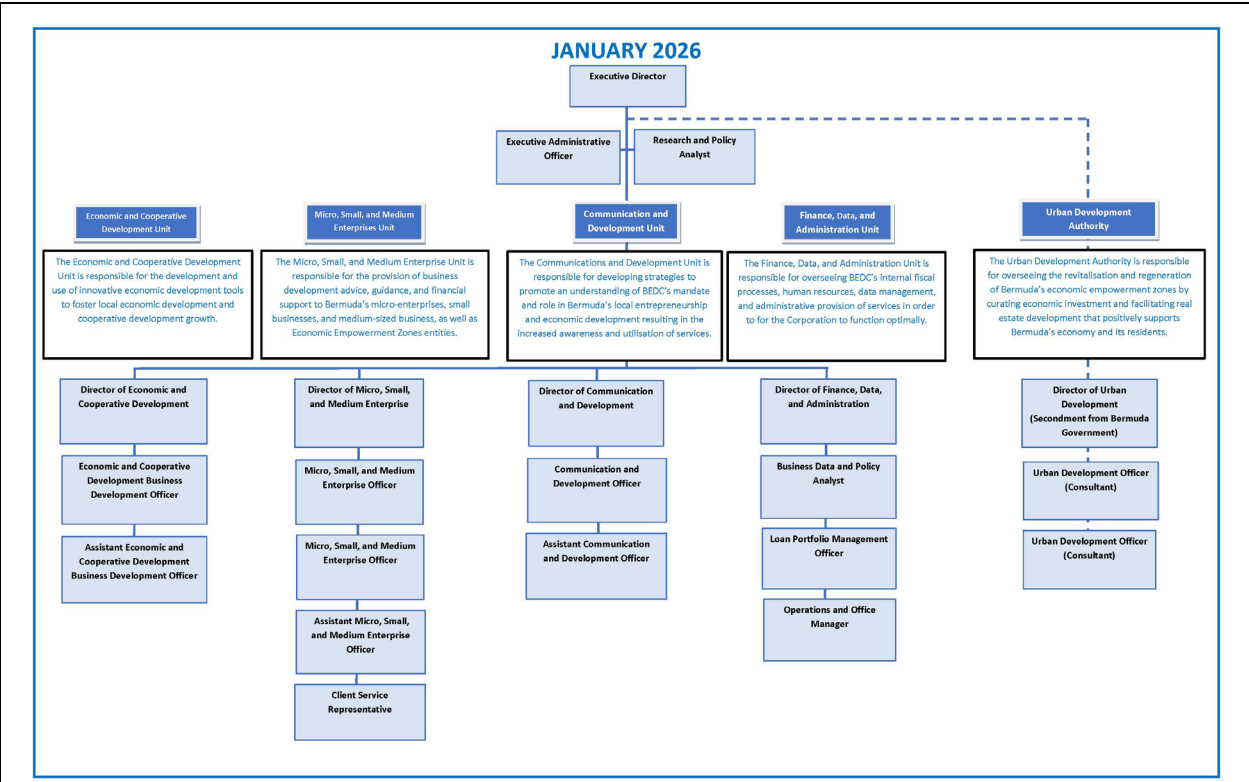 JANUARY 2026
Executive Director
Executive Administrative
Officer
Research and Policy
Analyst
Economic and Cooperative
Development Unit
Micro, Small, and Medium
Enterprises Unit
Communication and
Development Unit
Finance, Data, and
Administration Unit
Urban Development
Authority
The Economic and Cooperative Development
Unit is responsible for the development and
use of innovative economic development tools
to foster local economic development and
cooperative development growth.
The Micro, Small, and Medium Enterprise Unit is
responsible for the provision of business
development advice, guidance, and financial
support to Bermuda's micro-enterprises, small
businesses, and medium-sized business, as well as
Economic Empowerment Zones entities.
The Communications and Development Unit is
responsible for developing strategies to
promote an understanding of BEDC's mandate
and role in Bermuda's local entrepreneurship
and economic development resulting in the
increased awareness and utilisation of services.
The Finance, Data, and Administration Unit is
responsible for overseeing BEDC's internal fiscal
processes, human resources, data management,
and administrative provision of services in order
to for the Corporation to function optimally.
The Urban Development Authority is responsible
for overseeing the revitalisation and regeneration
of Bermuda's economic empowerment zones by
curating economic investment and facilitating real
estate development that positively supports
Bermuda's economy and its residents.
Director of Economic and
Cooperative Development
Economic and Cooperative
Development Business
Development Officer
Assistant Economic and
Cooperative Development
Business Development Officer
Director of Micro, Small,
and Medium Enterprise
Micro, Small, and Medium
Enterprise Officer
Micro, Small, and Medium
Enterprise Officer
Assistant Micro, Small,
and Medium Enterprise
Officer
Client Service
Representative
Director of Communication
and Development
Communication and
Development Officer
Assistant Communication
and Development Officer
Director of Finance, Data,
and Administration
Business Data and Policy
Analyst
Loan Portfolio Management
Officer
Operations and Office
Manager
Director of Urban
Development
(Secondment from Bermuda
Government)
Urban Development Officer
(Consultant)
Urban Development Officer
(Consultant)